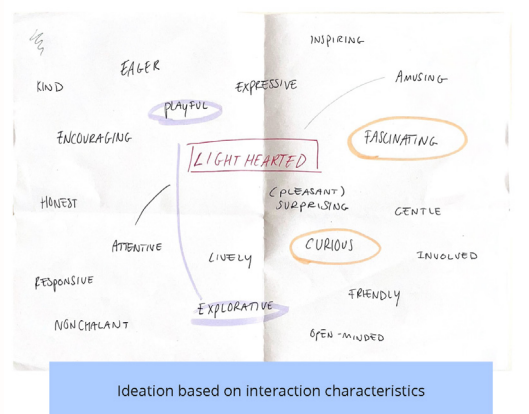 INSPIRING
EAGER
AMUSING
KIND
EXPRESSIVE
PLAYFUL
ENCOURAGING
FASCINATING
LIGHT HEARTED
(PLEASANT)
SURPRISING
HONEST
GENTLE
ATTENTIVE
CURIOUS
LIVELY
INVOLVED
RESPONSIVE
FRIENDLY
EXPLORATIVE
NONCHALANT
OPEN-MINDED
Ideation based on interaction characteristics